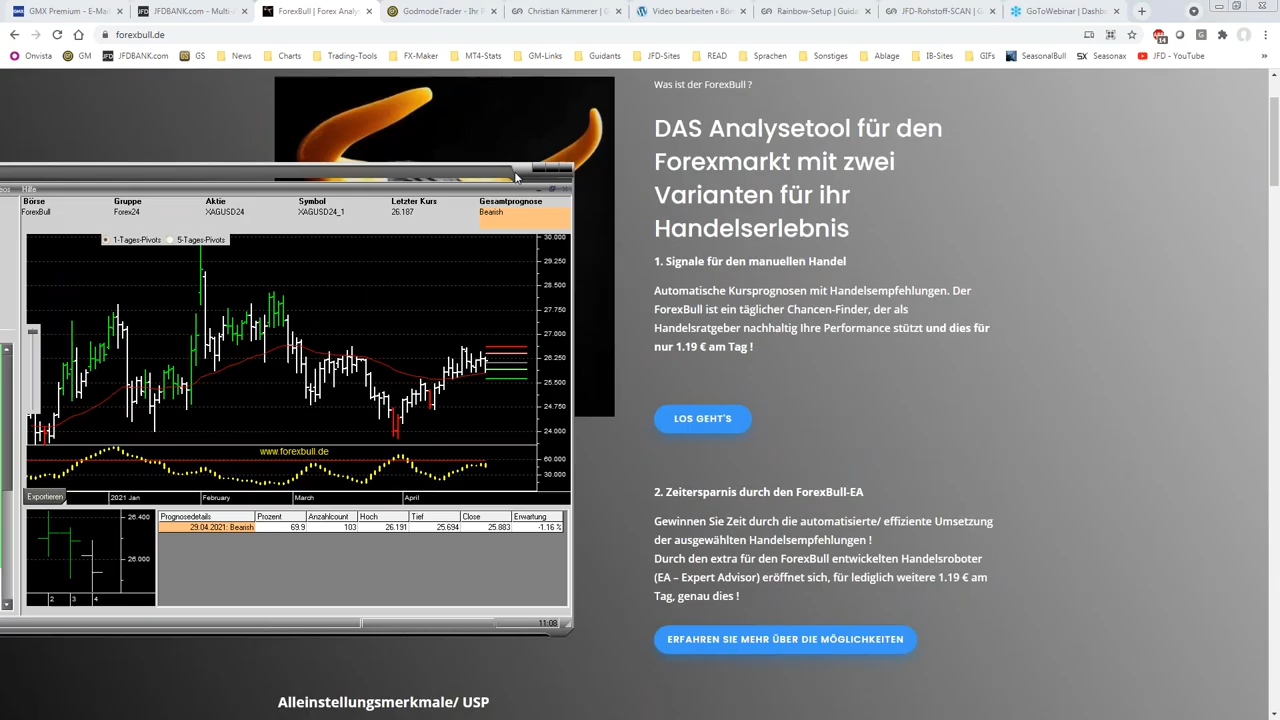 GMX Premium - E-Mai
JFDBANK.com - Multi-
ForexBull | Forex Analys
GodmodeTrader - Ihr R
Christian Kämmerer | G
Video bearbeiten ‹ Bör
Rainbow-Setup | Guida
JFD-Rohstoff-SCAN | G
GoToWebinar | Dashbo
forexbull.de
Onvista
GM
JFDBANK.com
GS
News
Charts
Trading-Tools
FX-Maker
MT4-Stats
GM-Links
Guidants
JFD-Sites
READ
Sprachen
Sonstiges
Ablage
IB-Sites
GIFs
SeasonalBull
Seasonax
JFD - YouTube
Was ist der ForexBull ?
DAS Analysetool für den
Forexmarkt mit zwei
Varianten für ihr
Handelserlebnis
1. Signale für den manuellen Handel
Automatische Kursprognosen mit Handelsempfehlungen. Der
ForexBull ist ein täglicher Chancen-Finder, der als
Handelsratgeber nachhaltig Ihre Performance stützt und dies für
nur 1.19 € am Tag !
LOS GEHT'S
2. Zeitersparnis durch den ForexBull-EA
Gewinnen Sie Zeit durch die automatisierte/ effiziente Umsetzung
der ausgewählten Handelsempfehlungen !
Durch den extra für den ForexBull entwickelten Handelsroboter
(EA – Expert Advisor) eröffnet sich, für lediglich weitere 1.19 € am
Tag, genau dies !
ERFAHREN SIE MEHR ÜBER DIE MÖGLICHKEITEN
Alleinstellungsmerkmale/ USP
eos Hilfe
Börse Gruppe Aktie Symbol Letzter Kurs Gesamtprognose
ForexBull Forex24 XAGUSD24 XAGUSD24_1 26.187 Bearish
1-Tages-Pivots 5-Tages-Pivots
30.000
29.250
28.500
27.750
27.000
26.250
25.500
24.750
24.000
www.forexbull.de
60.000
30.000
Exportieren
2021 Jan February March April
26.400
26.000
2 3 4
Prognosedetails Prozent Anzahlcount Hoch Tief Close Erwartung
29.04.2021: Bearish 69.9 103 26.191 25.694 25.883 -1.16 %
11:08